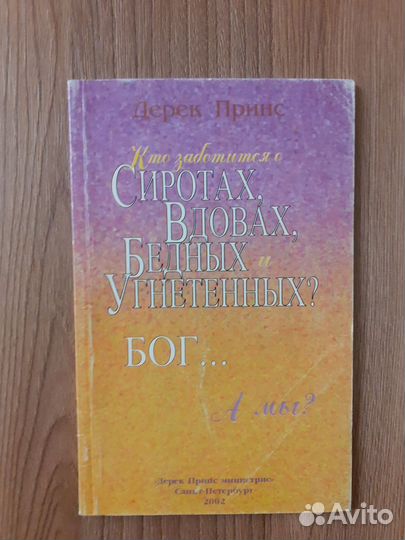 Дерек Принс
Кто заботится о
Сиротах,
Вдовах,
Бедных и
Угнетенных?
БОГ...
А мы?
«Дерек Принс министрис»
Санкт-Петербург
2002
Avito